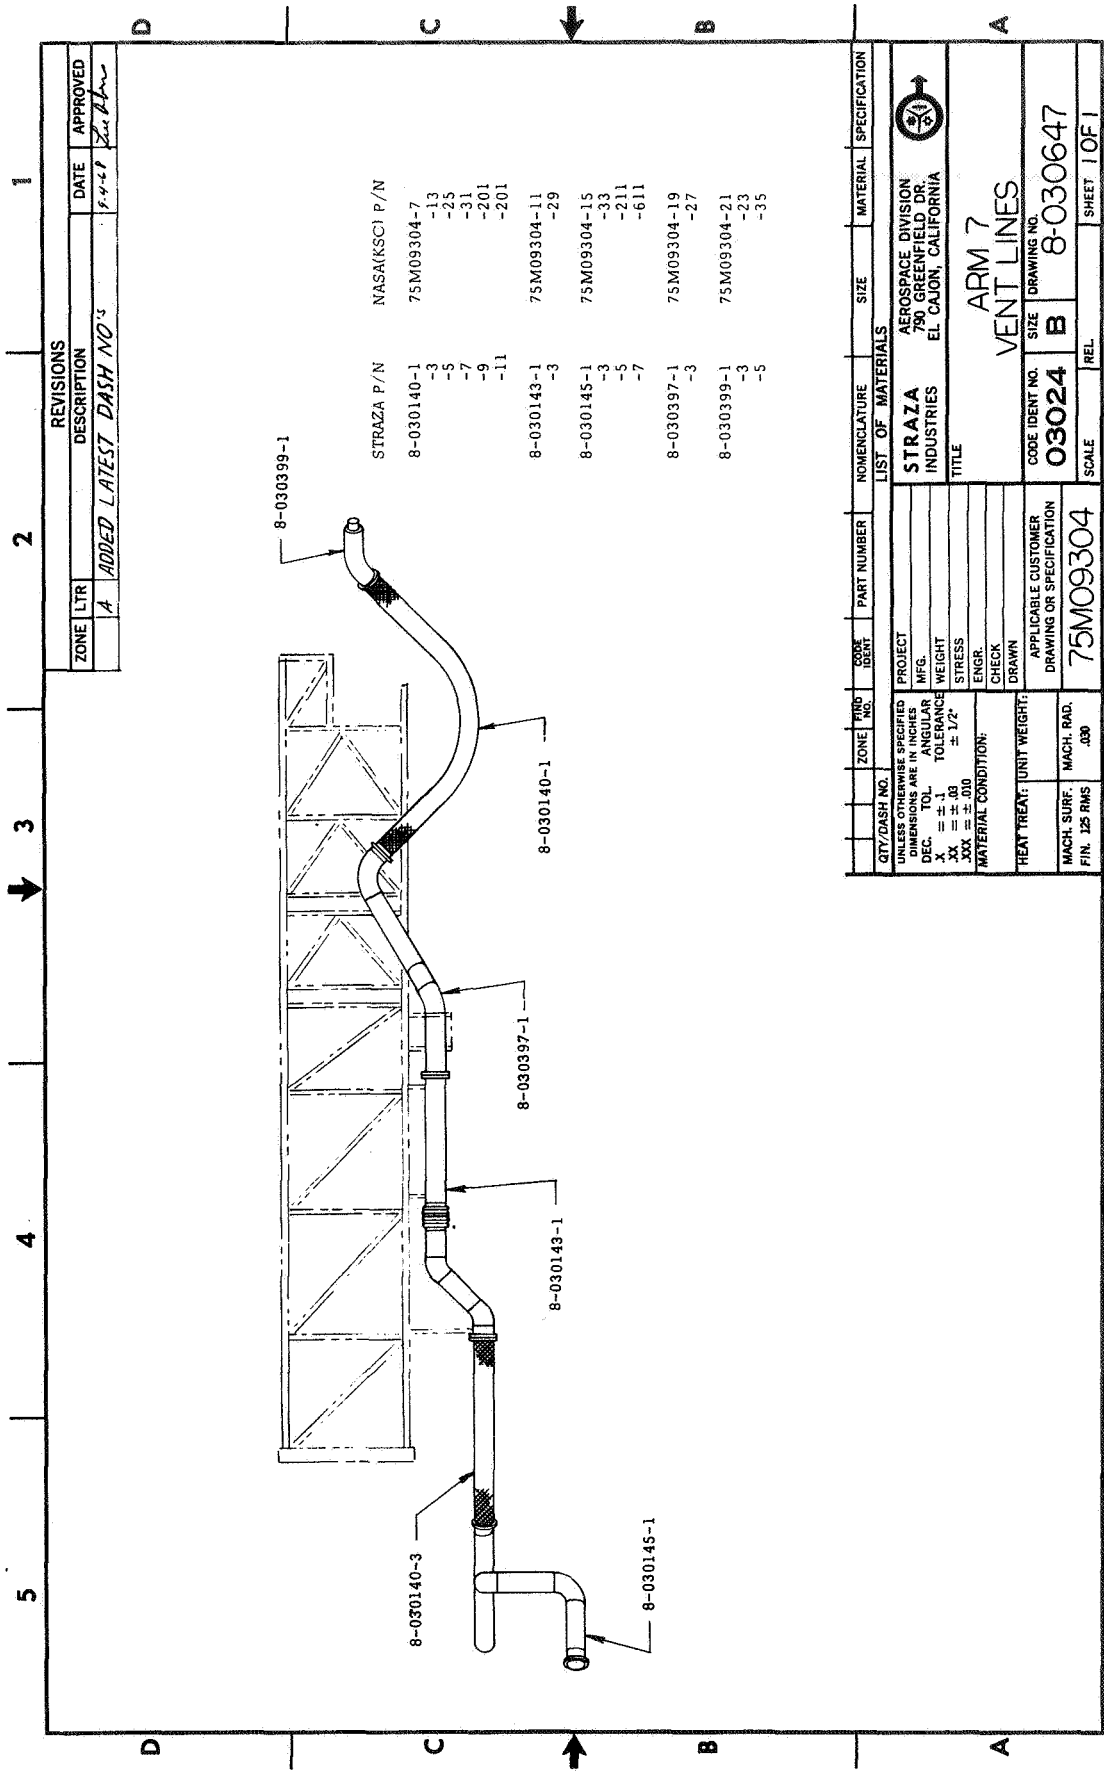 5
4
3
2
1
D
C
B
A
D
C
B
A
REVISIONS
ZONE LTR DESCRIPTION DATE APPROVED
A ADDED LATEST DASH NO'S 9-4-68
8-030399-1
8-030140-1
8-030397-1
8-030143-1
8-030140-3
8-030145-1
STRAZA P/N NASA(KSC) P/N
8-030140-1 75M09304-7
-3 -13
-5 -25
-7 -31
-9 -201
-11 -201
8-030143-1 75M09304-11
-3 -29
8-030145-1 75M09304-15
-3 -33
-5 -211
-7 -611
8-030397-1 75M09304-19
-3 -27
8-030399-1 75M09304-21
-3 -23
-5 -35
QTY/DASH NO. ZONE FIND NO. CODE IDENT PART NUMBER NOMENCLATURE SIZE MATERIAL SPECIFICATION
LIST OF MATERIALS
UNLESS OTHERWISE SPECIFIED
DIMENSIONS ARE IN INCHES
DEC. TOL. ANGULAR
.X = ± .1 TOLERANCE
.XX = ± .03 ± 1/2°
.XXX = ± .010
MATERIAL CONDITION:
HEAT TREAT: UNIT WEIGHT:
MACH. SURF. MACH. RAD.
FIN. 125 RMS .030
PROJECT
MFG.
WEIGHT
STRESS
ENGR.
CHECK
DRAWN
APPLICABLE CUSTOMER
DRAWING OR SPECIFICATION
75M09304
STRAZA
INDUSTRIES
AEROSPACE DIVISION
790 GREENFIELD DR.
EL CAJON, CALIFORNIA
TITLE
ARM 7
VENT LINES
CODE IDENT NO. SIZE DRAWING NO.
03024 B 8-030647
SCALE REL. SHEET 1 OF 1